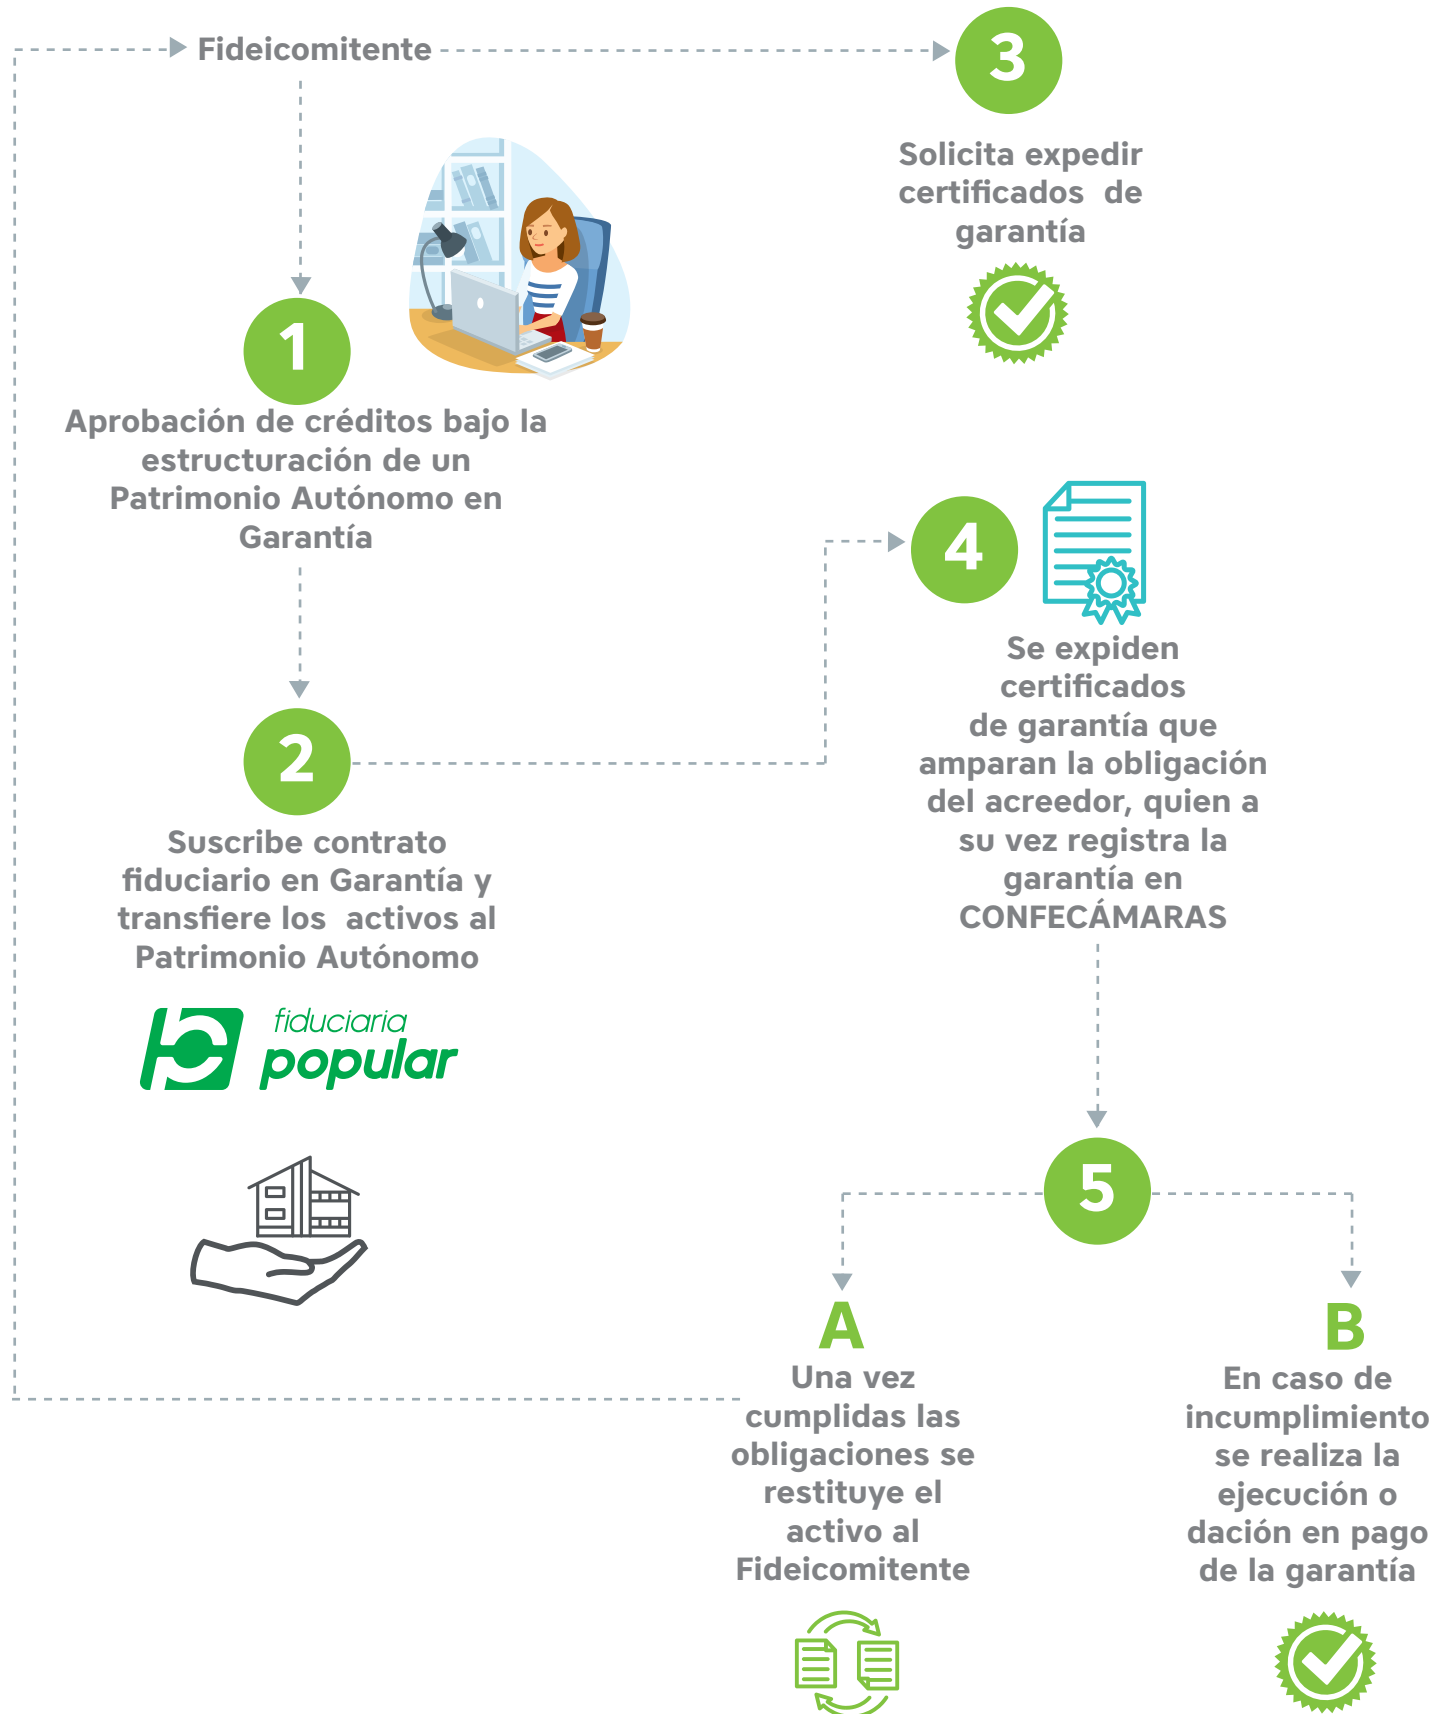 Fideicomitente
3
Solicita expedir
certificados de
garantía
1
Aprobación de créditos bajo la
estructuración de un
Patrimonio Autónomo en
Garantía
2
Suscribe contrato
fiduciario en Garantía y
transfiere los activos al
Patrimonio Autónomo
fiduciaria
popular
4
Se expiden
certificados
de garantía que
amparan la obligación
del acreedor, quien a
su vez registra la
garantía en
CONFECÁMARAS
5
A
Una vez
cumplidas las
obligaciones se
restituye el
activo al
Fideicomitente
B
En caso de
incumplimiento
se realiza la
ejecución o
dación en pago
de la garantía